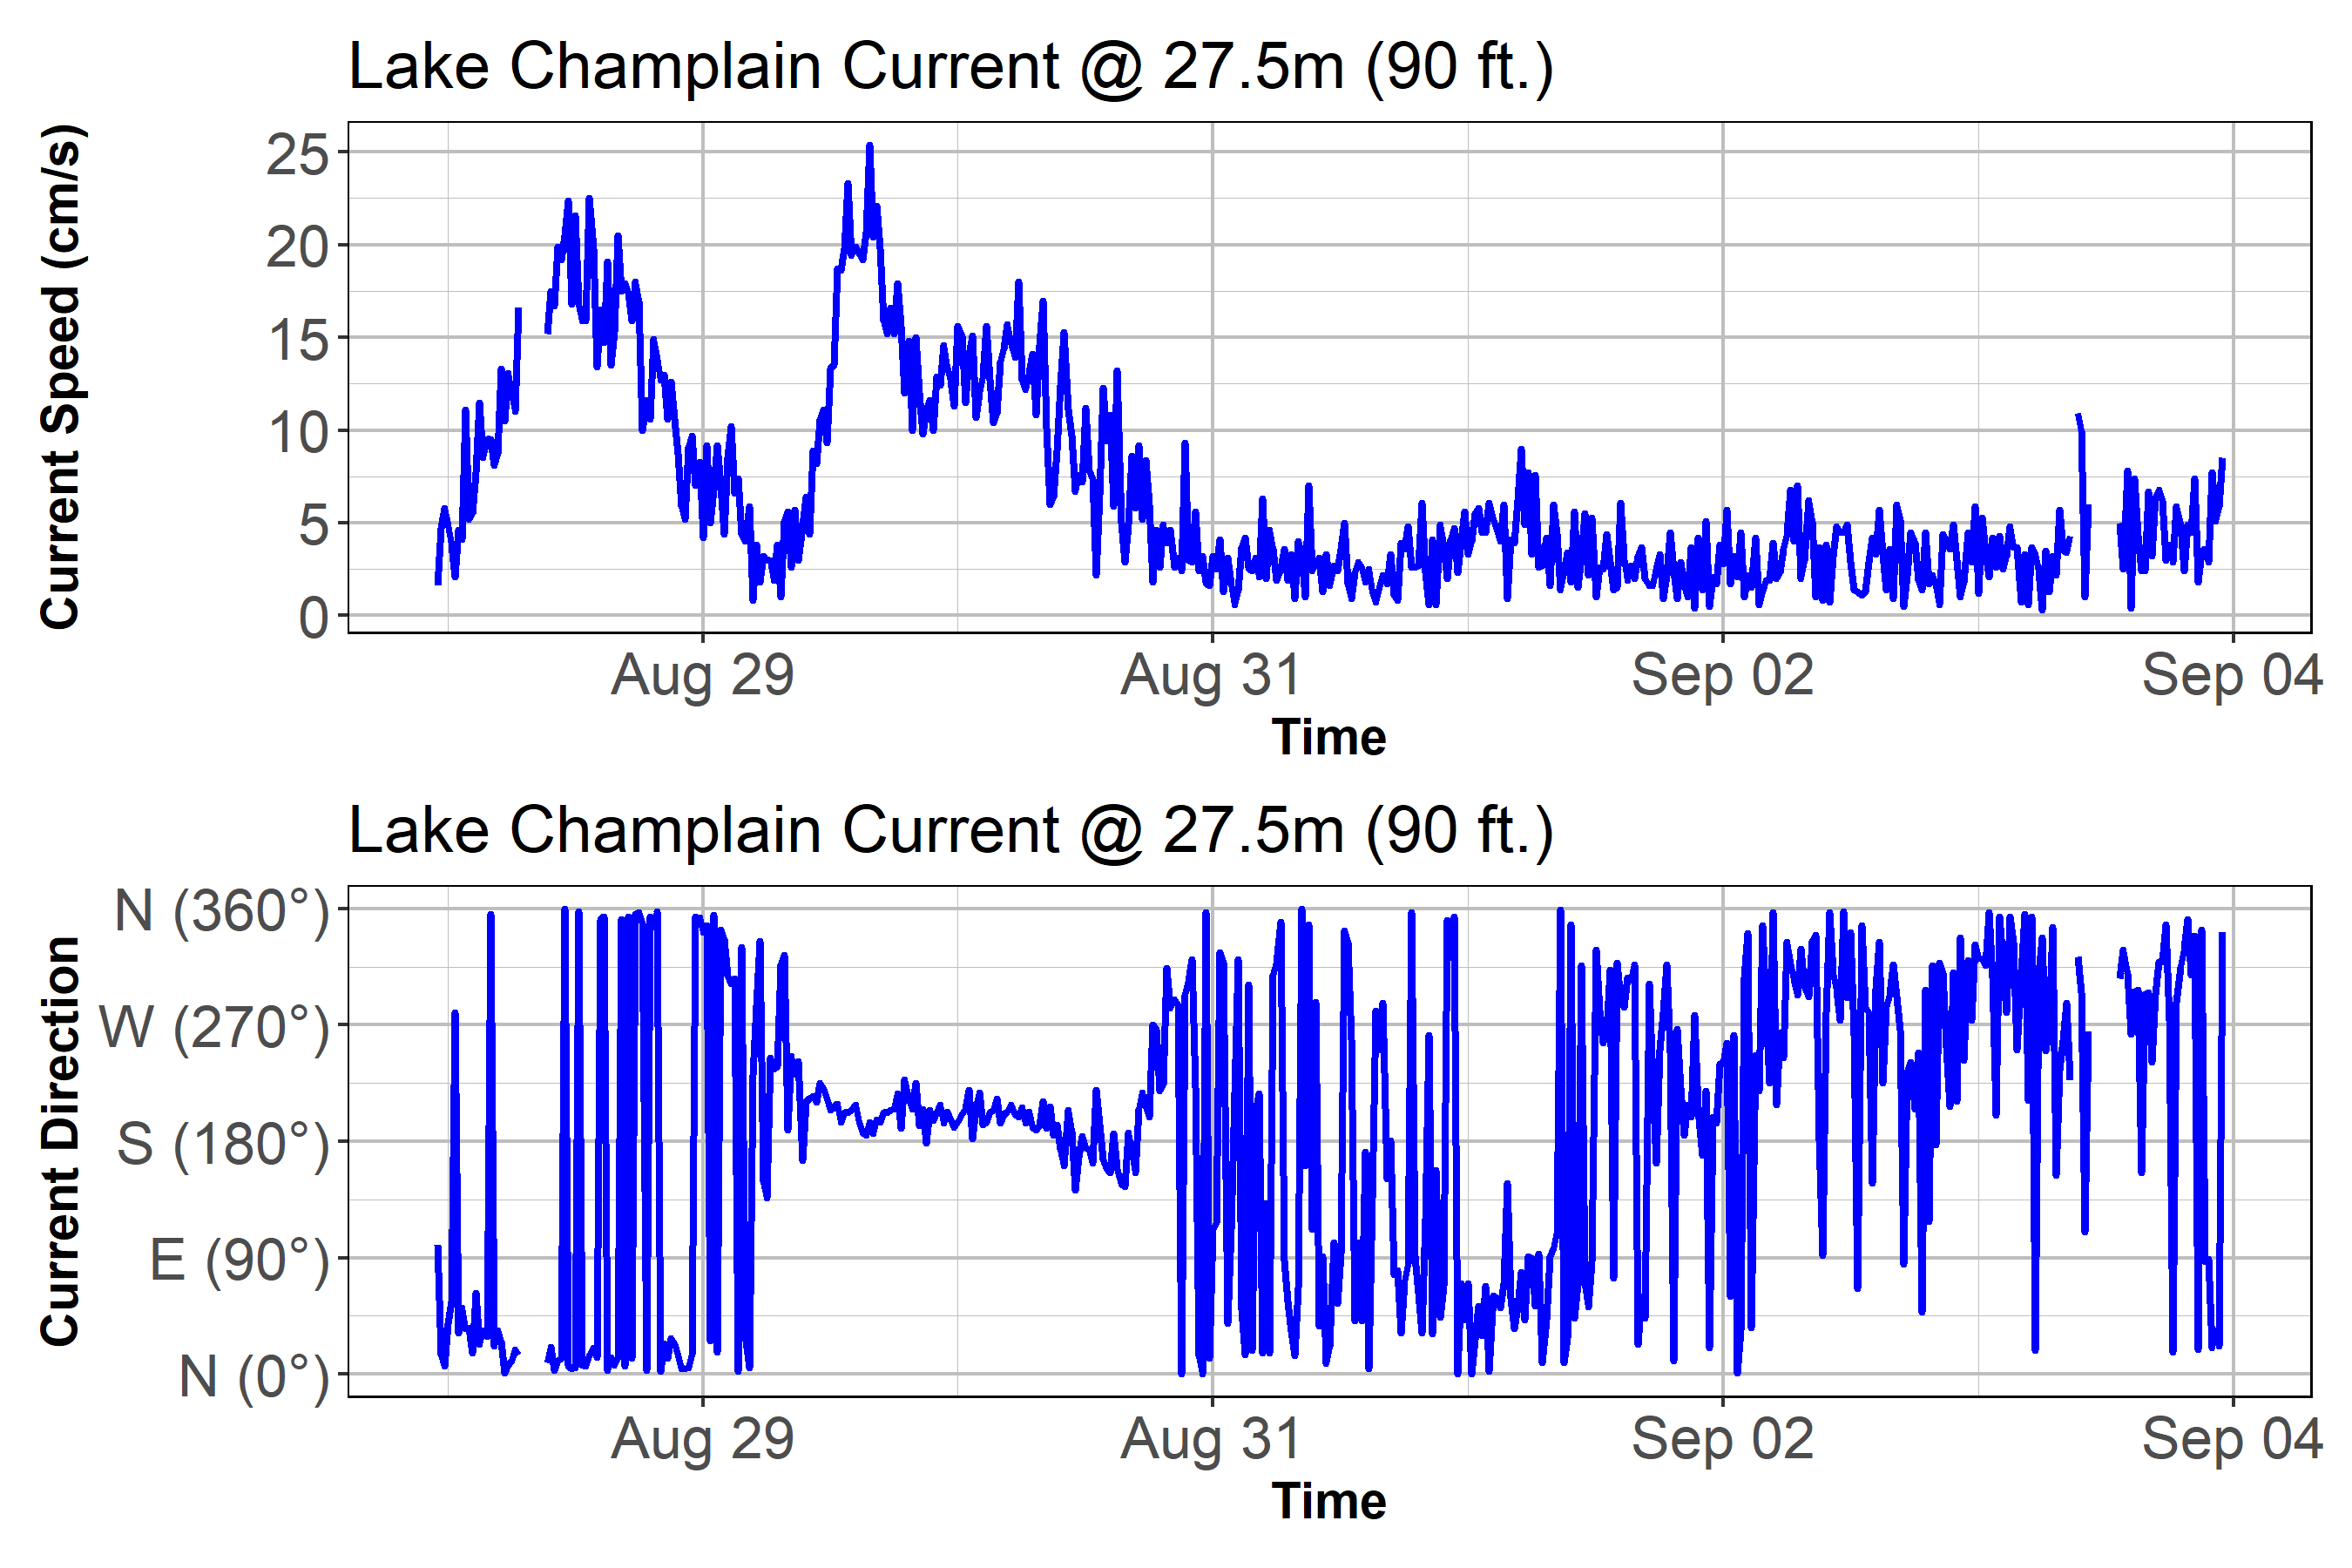 Lake Champlain Current @ 27.5m (90 ft.)
Current Speed (cm/s)
25
20
15
10
5
0
Aug 29
Aug 31
Sep 02
Sep 04
Time
Lake Champlain Current @ 27.5m (90 ft.)
Current Direction
N (360°)
W (270°)
S (180°)
E (90°)
N (0°)
Aug 29
Aug 31
Sep 02
Sep 04
Time